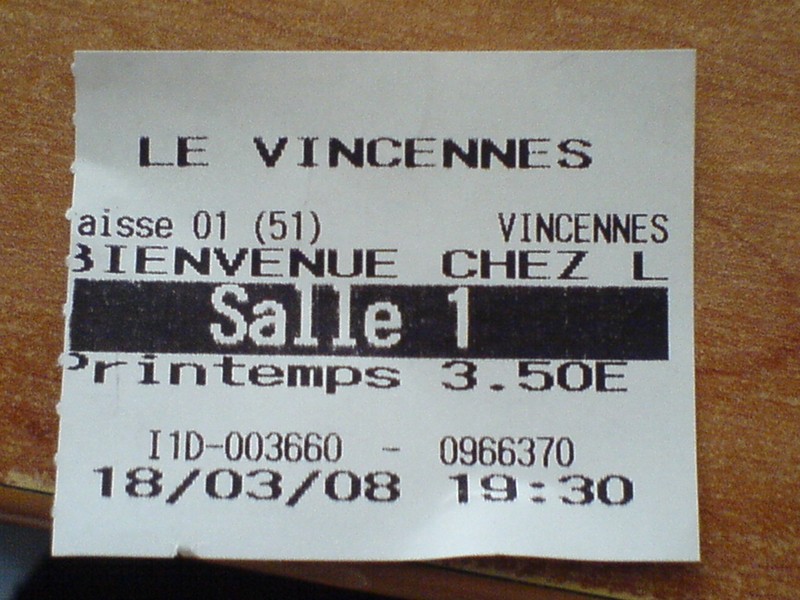 LE VINCENNES
aisse 01 (51) VINCENNES
BIENVENUE CHEZ L
Salle 1
Printemps 3.50E
I1D-003660 - 0966370
18/03/08 19:30